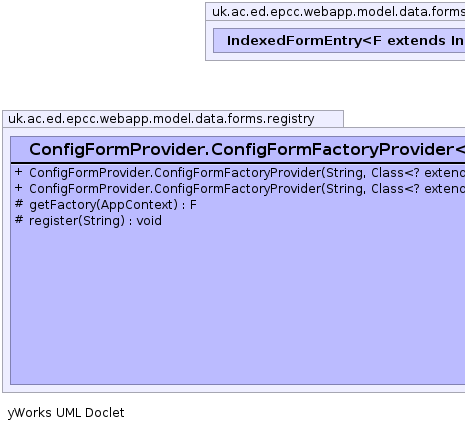 uk.ac.ed.epcc.webapp.model.data.forms
IndexedFormEntry<F extends In
uk.ac.ed.epcc.webapp.model.data.forms.registry
ConfigFormProvider.ConfigFormFactoryProvider<
+ ConfigFormProvider.ConfigFormFactoryProvider(String, Class<? extend
+ ConfigFormProvider.ConfigFormFactoryProvider(String, Class<? extend
# getFactory(AppContext) : F
# register(String) : void
yWorks UML Doclet